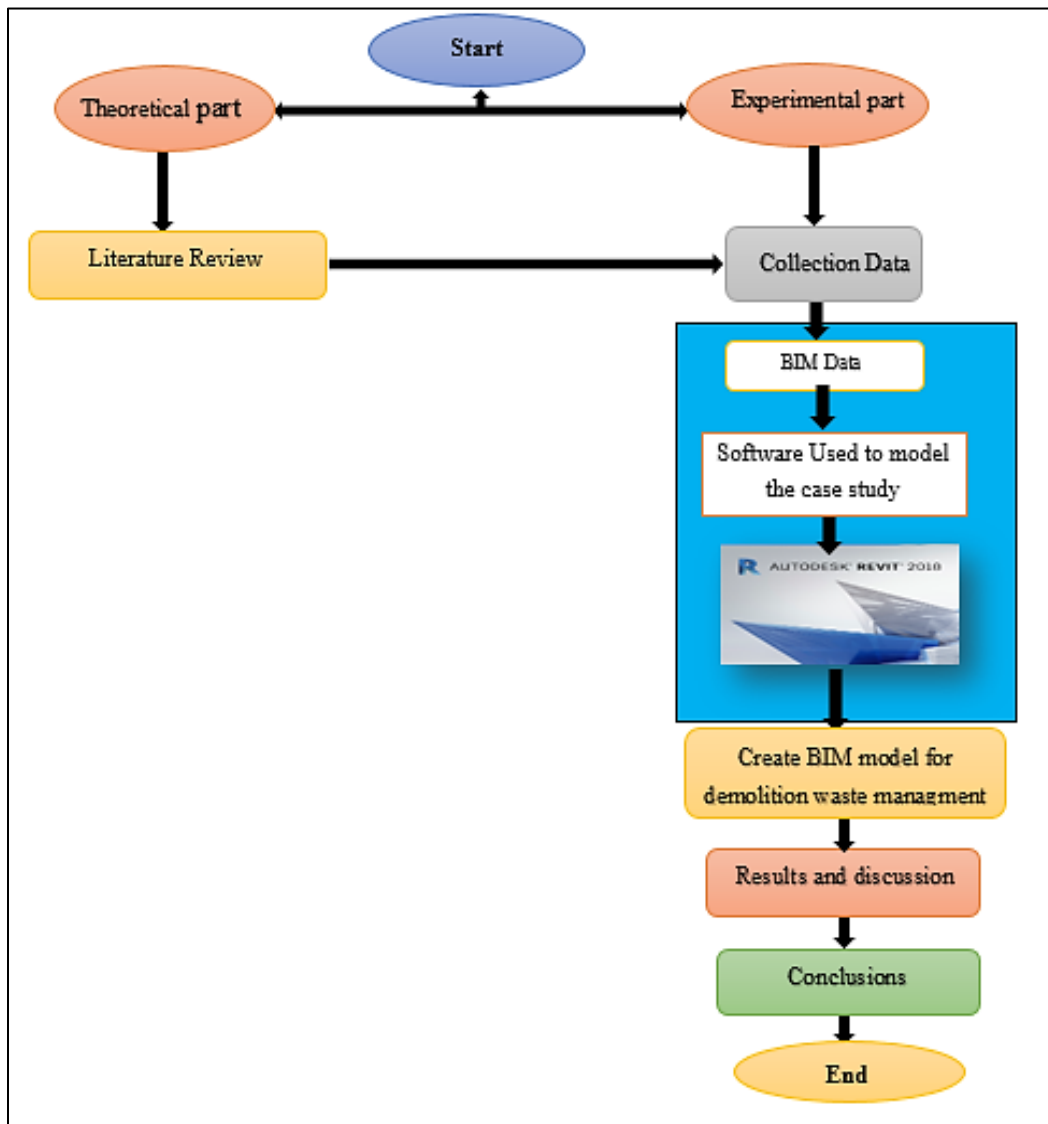 Start
Theoretical part
Experimental part
Literature Review
Collection Data
BIM Data
Software Used to model
the case study
AUTODESK® REVIT® 2018
Create BIM model for
demolition waste managment
Results and discussion
Conclusions
End